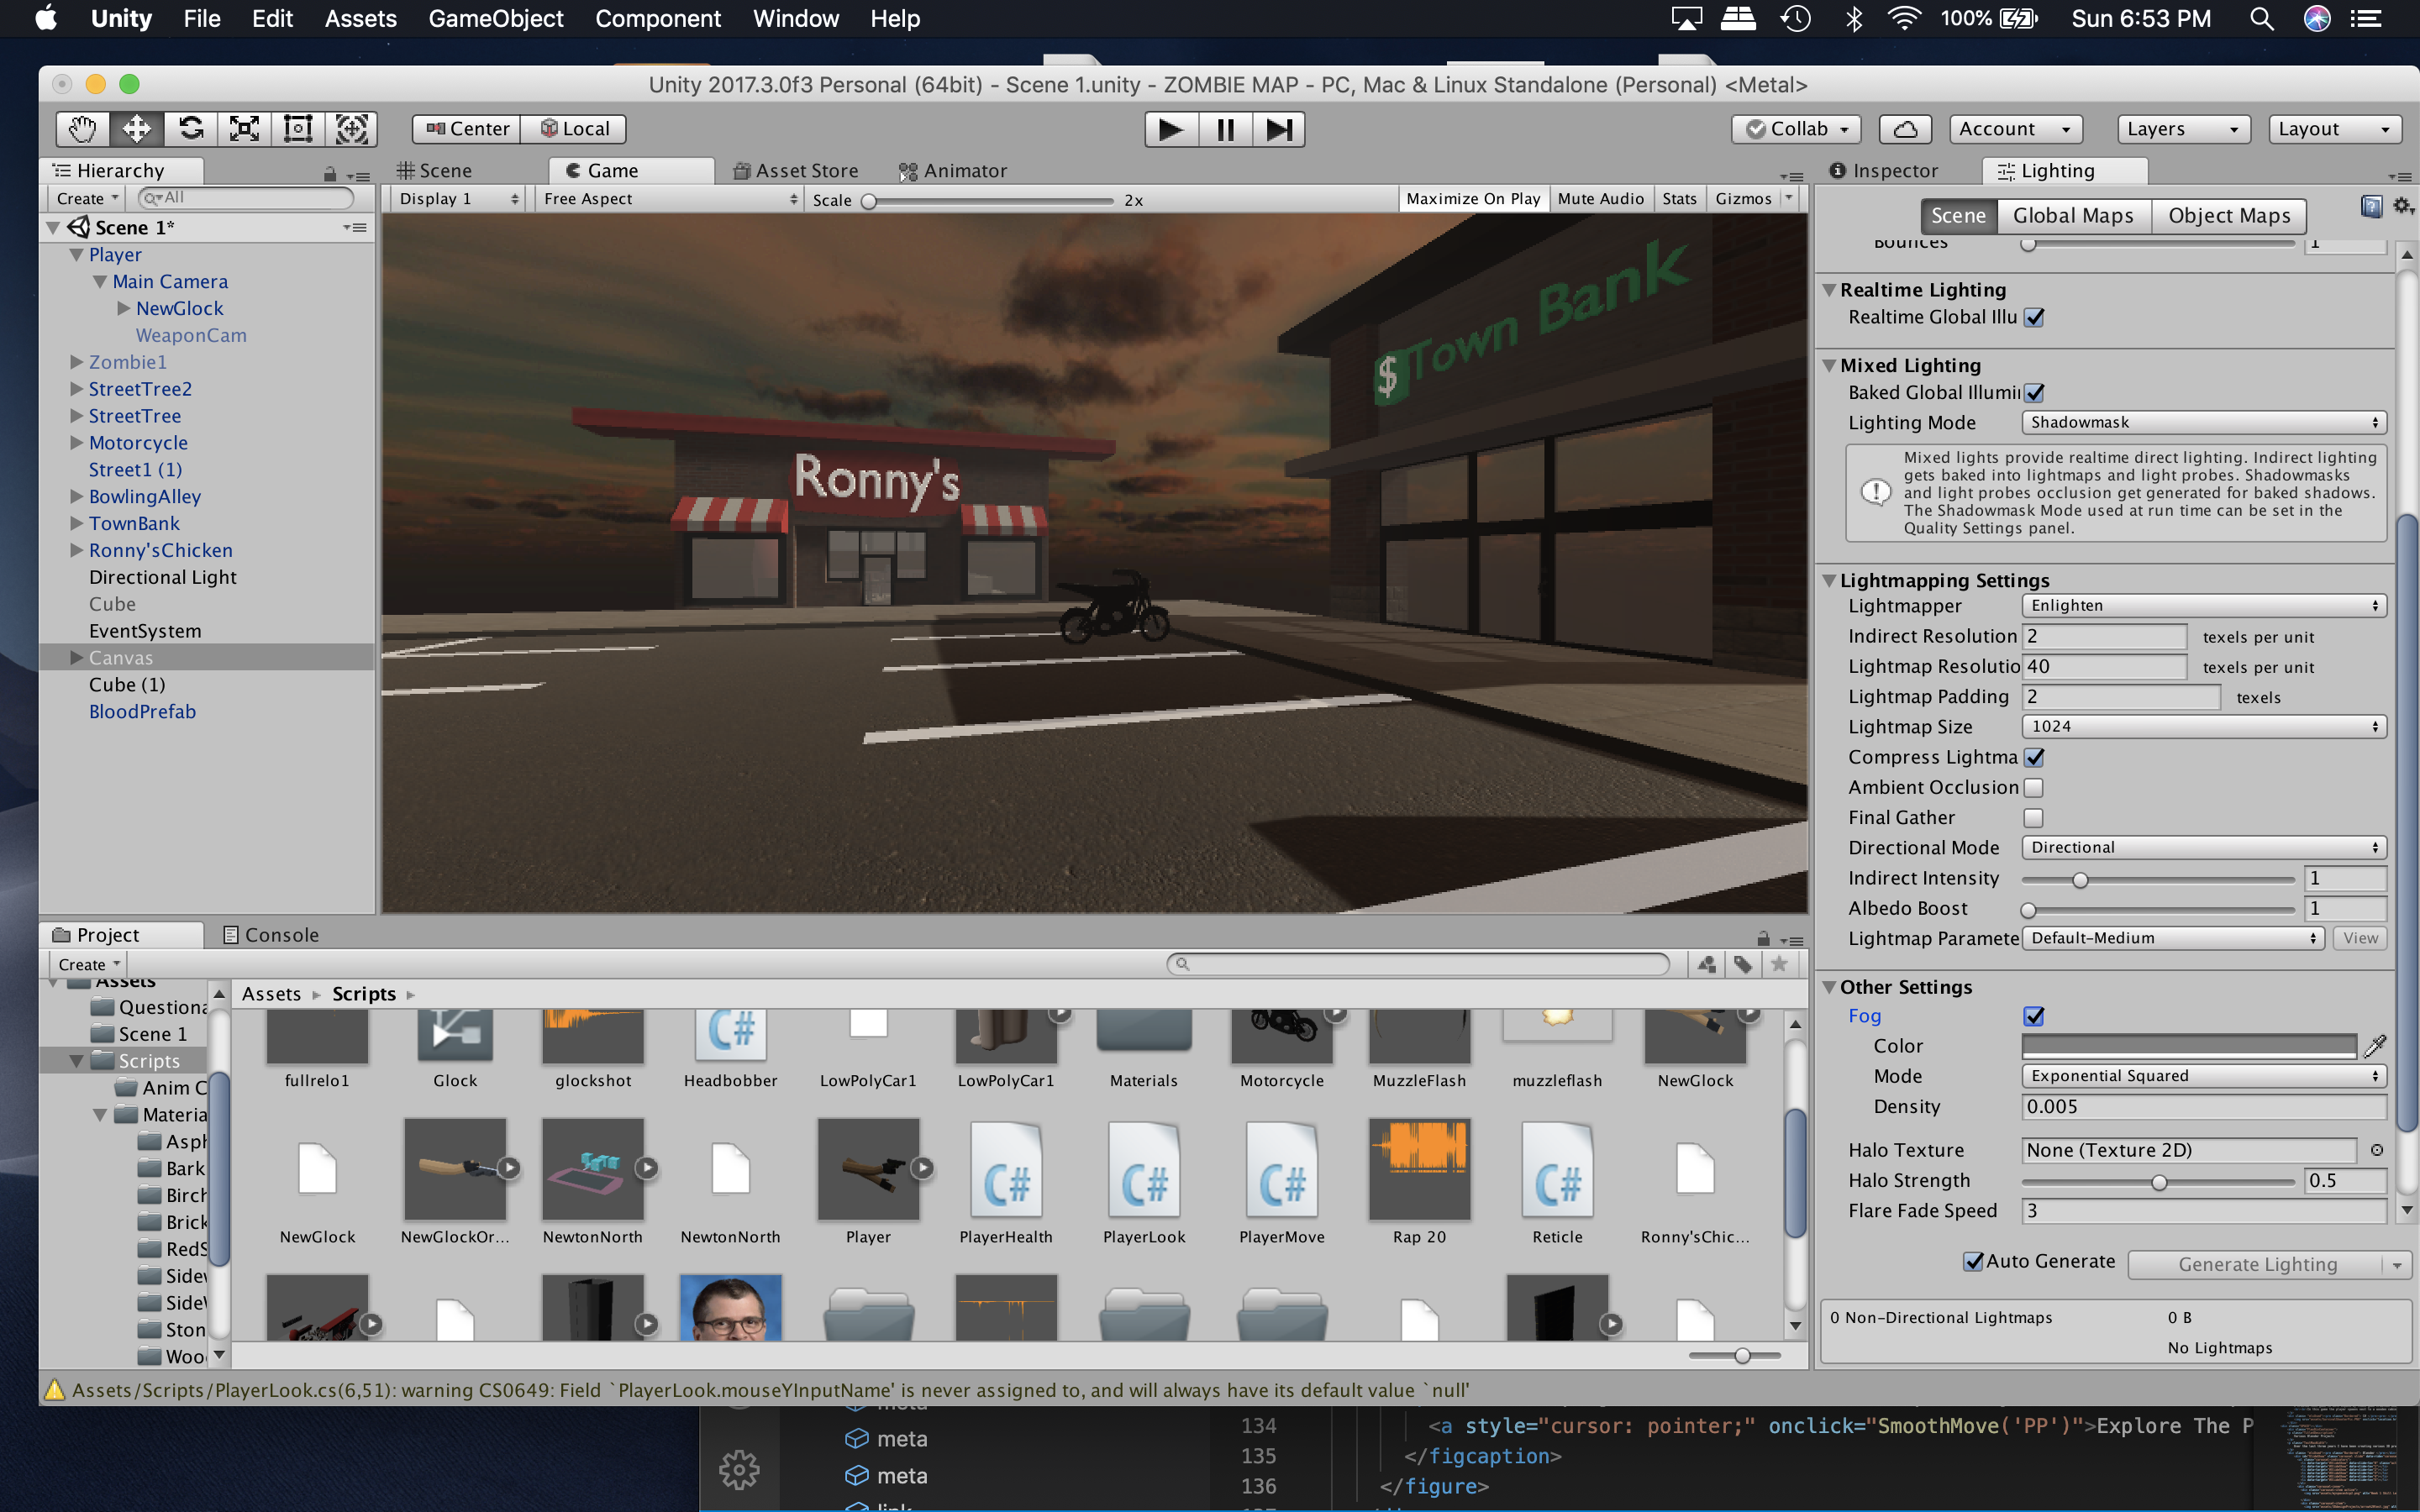 Unity File Edit Assets GameObject Component Window Help 100% Sun 6:53 PM
Unity 2017.3.0f3 Personal (64bit) - Scene 1.unity - ZOMBIE MAP - PC, Mac & Linux Standalone (Personal) <Metal>
Center Local Collab Account Layers Layout
Hierarchy
Create All
Scene 1*
Player
Main Camera
NewGlock
WeaponCam
Zombie1
StreetTree2
StreetTree
Motorcycle
Street1 (1)
BowlingAlley
TownBank
Ronny'sChicken
Directional Light
Cube
EventSystem
Canvas
Cube (1)
BloodPrefab
Scene Game Asset Store Animator
Display 1 Free Aspect Scale 2x Maximize On Play Mute Audio Stats Gizmos
$Town Bank
Ronny's
Inspector Lighting
Scene Global Maps Object Maps
Bounces 1
Realtime Lighting
Realtime Global Illu
Mixed Lighting
Baked Global Illumi
Lighting Mode Shadowmask
Mixed lights provide realtime direct lighting. Indirect lighting
gets baked into lightmaps and light probes. Shadowmasks
and light probes occlusion get generated for baked shadows.
The Shadowmask Mode used at run time can be set in the
Quality Settings panel.
Lightmapping Settings
Lightmapper Enlighten
Indirect Resolution 2 texels per unit
Lightmap Resolutio 40 texels per unit
Lightmap Padding 2 texels
Lightmap Size 1024
Compress Lightma
Ambient Occlusion
Final Gather
Directional Mode Directional
Indirect Intensity 1
Albedo Boost 1
Lightmap Paramete Default-Medium View
Other Settings
Fog
Color
Mode Exponential Squared
Density 0.005
Halo Texture None (Texture 2D)
Halo Strength 0.5
Flare Fade Speed 3
Auto Generate Generate Lighting
0 Non-Directional Lightmaps 0 B
No Lightmaps
Project Console
Create
Assets
Questiona
Scene 1
Scripts
Anim C
Materia
Asph
Bark
Birch
Brick
RedS
Sidew
SideW
Ston
Woo
Assets Scripts
C#
fullrelo1 Glock glockshot Headbobber LowPolyCar1 LowPolyCar1 Materials Motorcycle MuzzleFlash muzzleflash NewGlock
C# C# C# C#
NewGlock NewGlockOr... NewtonNorth NewtonNorth Player PlayerHealth PlayerLook PlayerMove Rap 20 Reticle Ronny'sChic...
Assets/Scripts/PlayerLook.cs(6,51): warning CS0649: Field `PlayerLook.mouseYInputName' is never assigned to, and will always have its default value `null'
meta
meta
meta
link
134 <a style="cursor: pointer;" onclick="SmoothMove('PP')">Explore The P
135 </figcaption>
136 </figure>